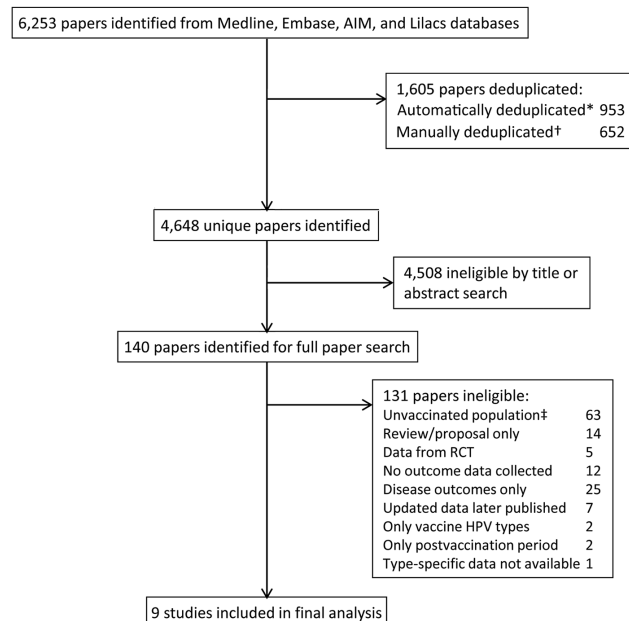 6,253 papers identified from Medline, Embase, AIM, and Lilacs databases
1,605 papers deduplicated:
Automatically deduplicated* 953
Manually deduplicated† 652
4,648 unique papers identified
4,508 ineligible by title or
abstract search
140 papers identified for full paper search
131 papers ineligible:
Unvaccinated population‡ 63
Review/proposal only 14
Data from RCT 5
No outcome data collected 12
Disease outcomes only 25
Updated data later published 7
Only vaccine HPV types 2
Only postvaccination period 2
Type-specific data not available 1
9 studies included in final analysis